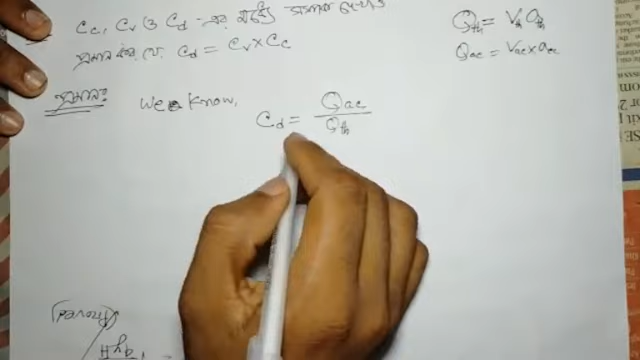 Cc, Cv ও Cd -এর মধ্যে সম্পর্ক দেখাও
প্রমাণ কর যে, Cd = Cv × Cc
Qth = Vth ath
Qac = Vac × aac
প্রমাণঃ We Know,
Cd = Qac / Qth
(Proved)